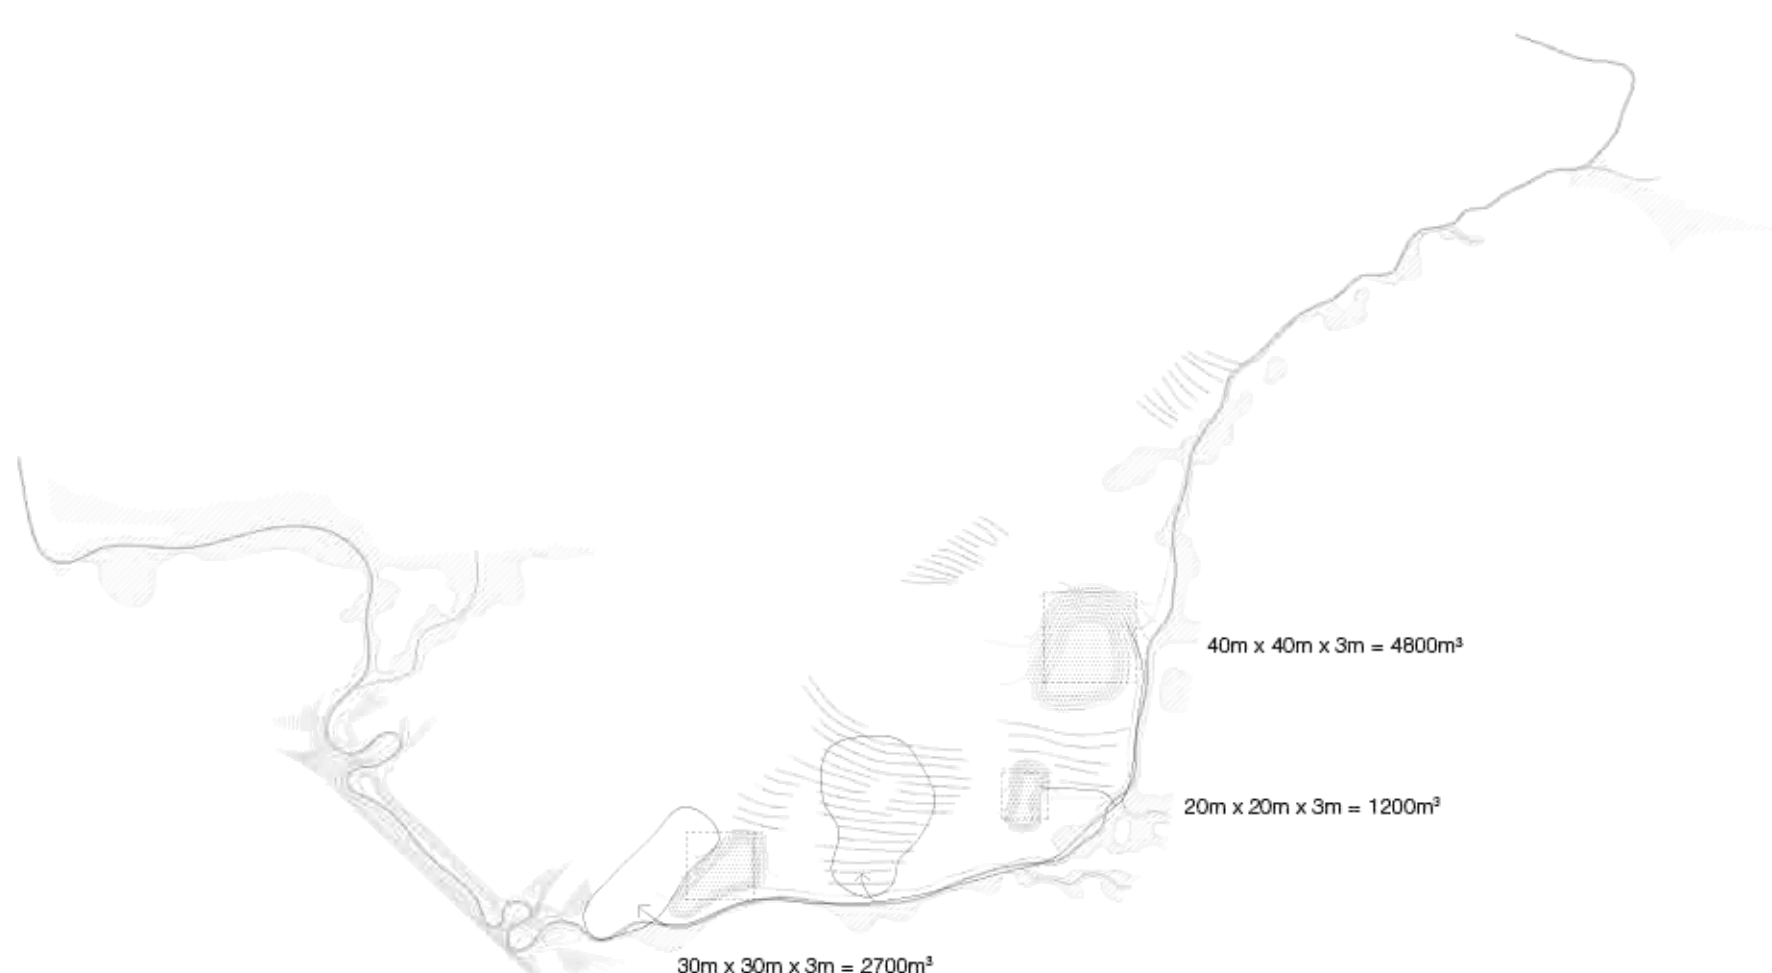 40m x 40m x 3m = 4800m³
20m x 20m x 3m = 1200m³
30m x 30m x 3m = 2700m³